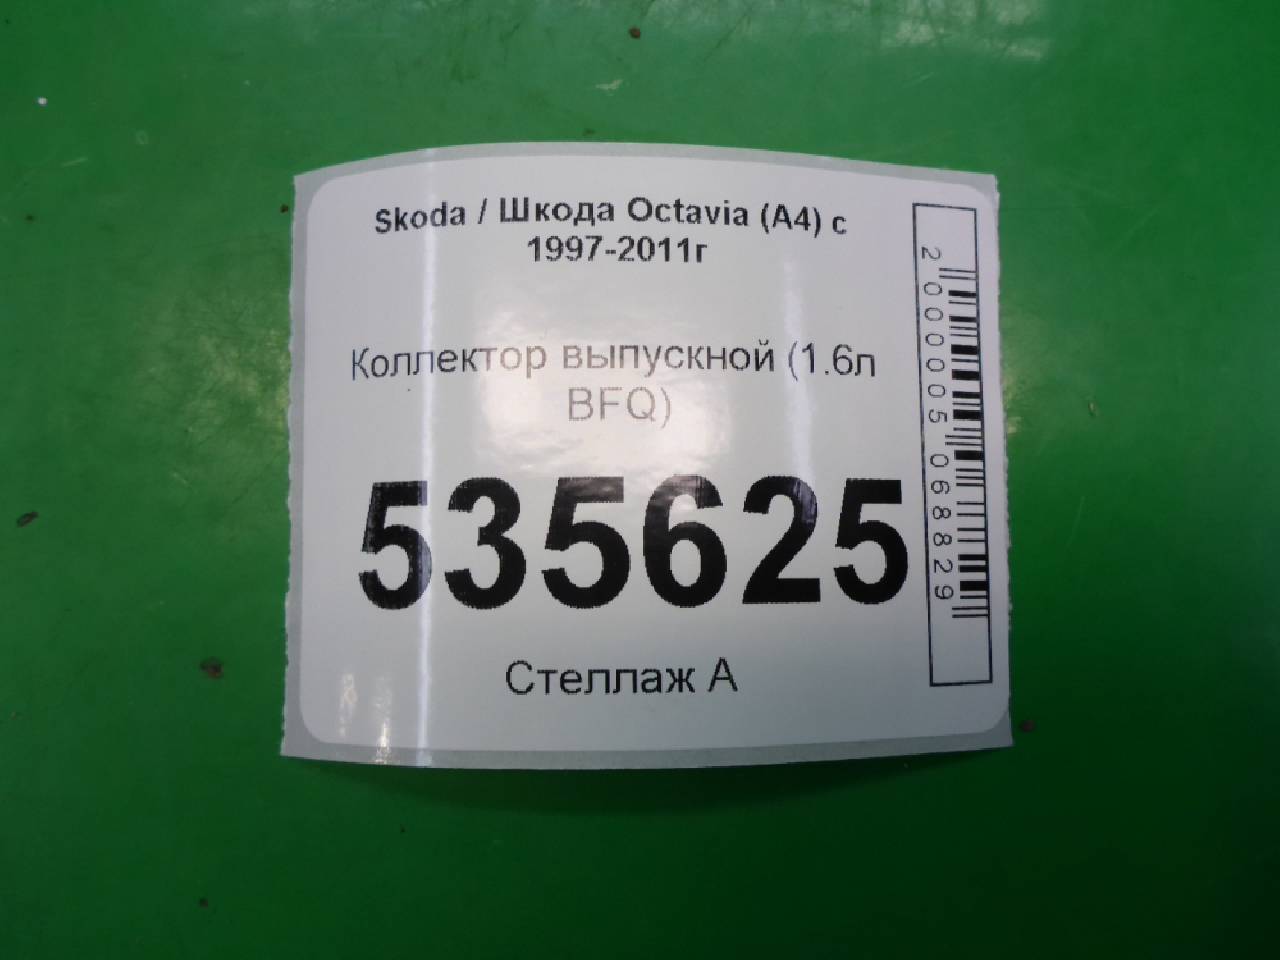 Skoda / Шкода Octavia (A4) с
1997-2011г
Коллектор выпускной (1.6л
BFQ)
535625
Стеллаж А
2000005068829